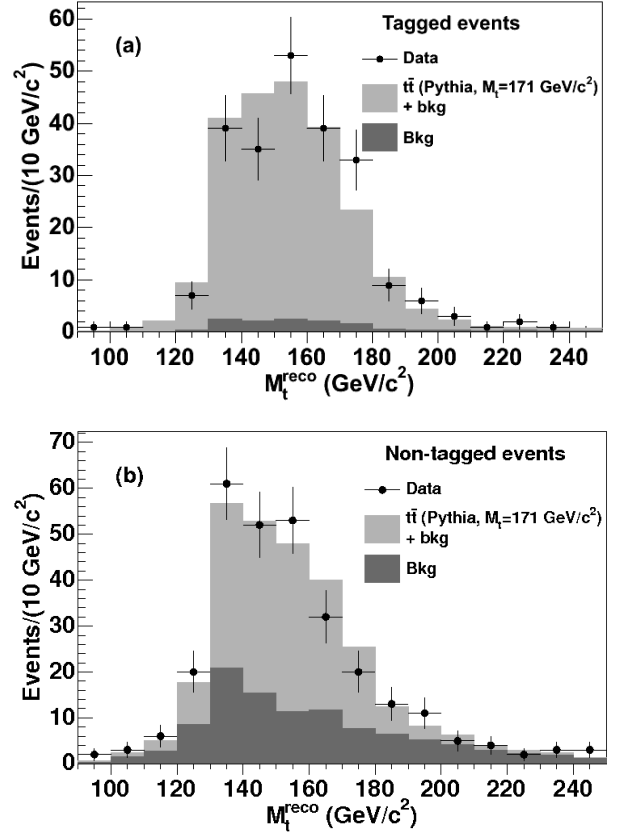 (a)
Tagged events
Data
tt̄ (Pythia, Mₜ=171 GeV/c²)
+ bkg
Bkg
Events/(10 GeV/c²)
60
50
40
30
20
10
0
100 120 140 160 180 200 220 240
Mₜʳᵉᶜᵒ (GeV/c²)
(b)
Non-tagged events
Data
tt̄ (Pythia, Mₜ=171 GeV/c²)
+ bkg
Bkg
Events/(10 GeV/c²)
70
60
50
40
30
20
10
0
100 120 140 160 180 200 220 240
Mₜʳᵉᶜᵒ (GeV/c²)